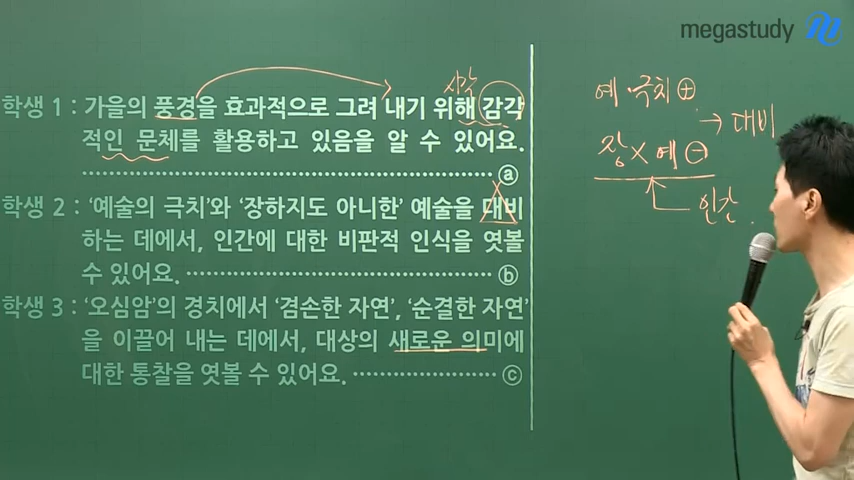 megastudy
시각
학생 1 : 가을의 풍경을 효과적으로 그려 내기 위해 감각
적인 문체를 활용하고 있음을 알 수 있어요.
ⓐ
학생 2 : ‘예술의 극치’와 ‘장하지도 아니한’ 예술을 대비
하는 데에서, 인간에 대한 비판적 인식을 엿볼
수 있어요. ⓑ
학생 3 : ‘오심암’의 경치에서 ‘겸손한 자연’, ‘순결한 자연’
을 이끌어 내는 데에서, 대상의 새로운 의미에
대한 통찰을 엿볼 수 있어요. ⓒ
예 극치 ⊕
→ 대비
장 X 예 ⊖
인간